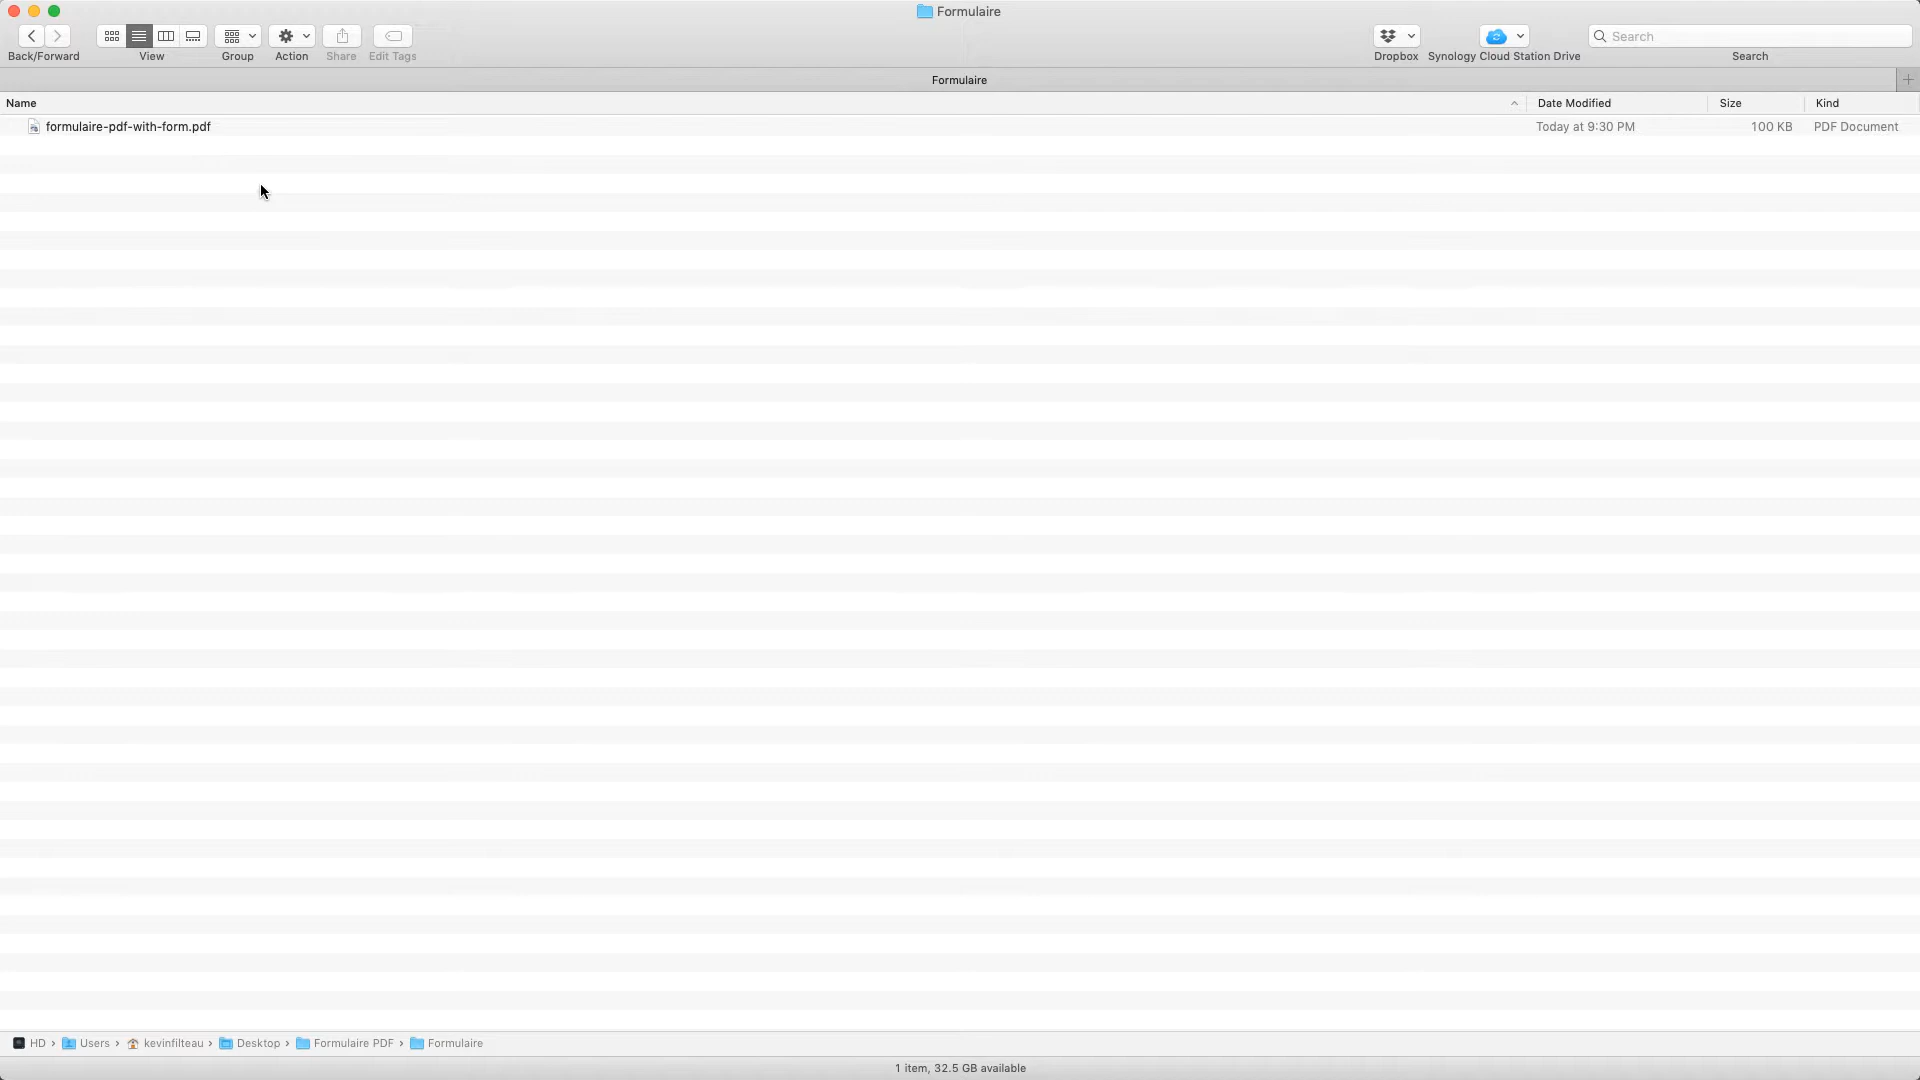 Formulaire
Back/Forward View Group Action Share Edit Tags Dropbox Synology Cloud Station Drive Search Search
Formulaire
Name Date Modified Size Kind
formulaire-pdf-with-form.pdf Today at 9:30 PM 100 KB PDF Document
HD › Users › kevinfilteau › Desktop › Formulaire PDF › Formulaire
1 item, 32.5 GB available